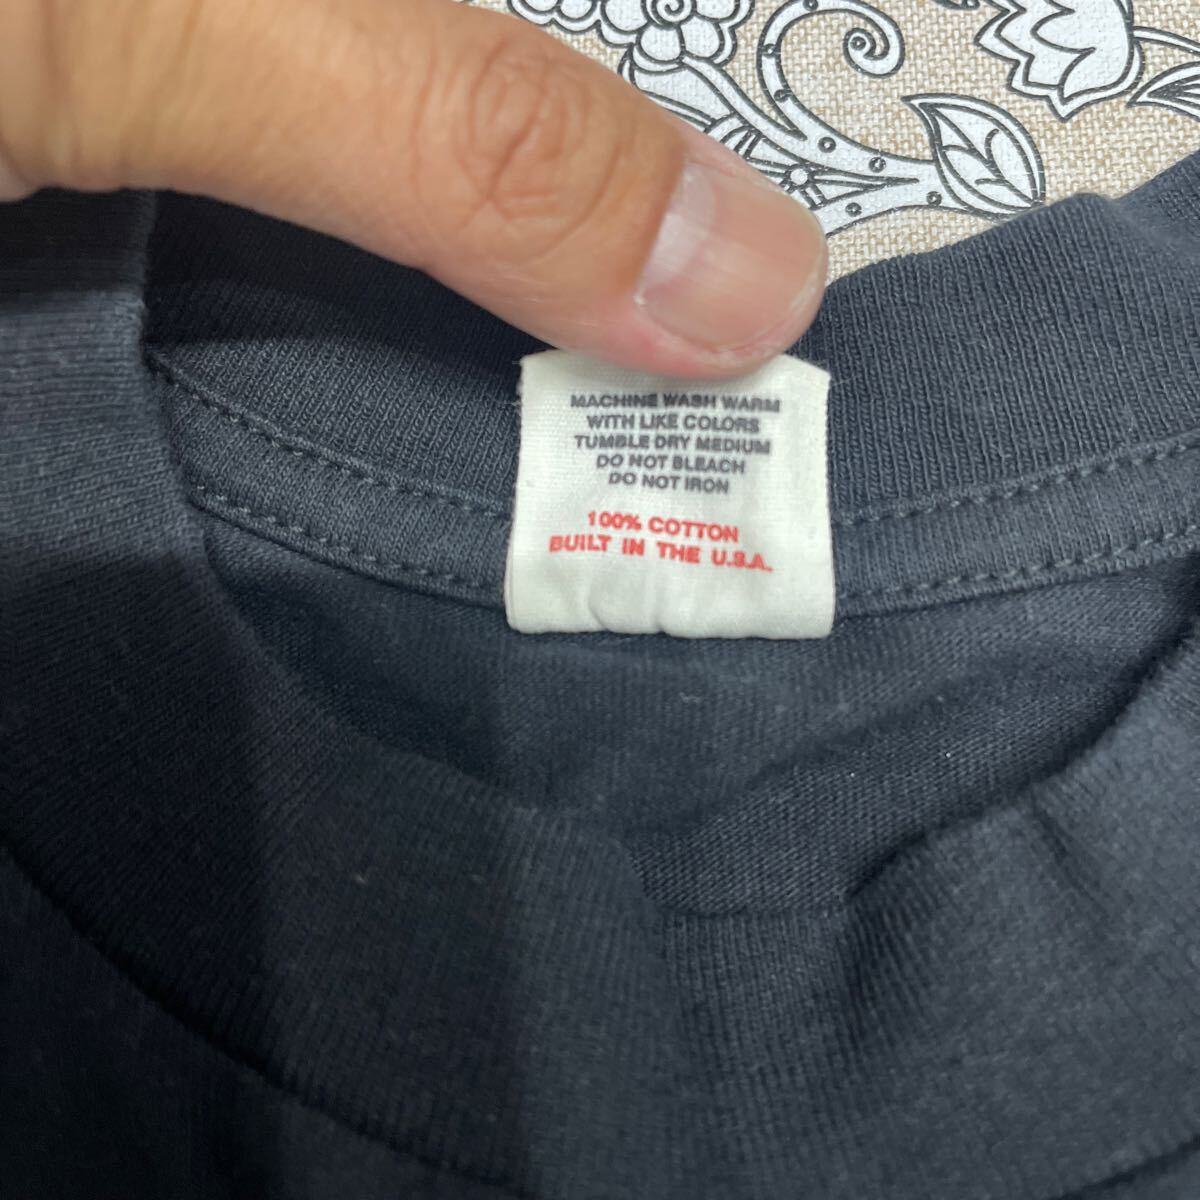 MACHINE WASH WARM
WITH LIKE COLORS
TUMBLE DRY MEDIUM
DO NOT BLEACH
DO NOT IRON
100% COTTON
BUILT IN THE U.S.A.